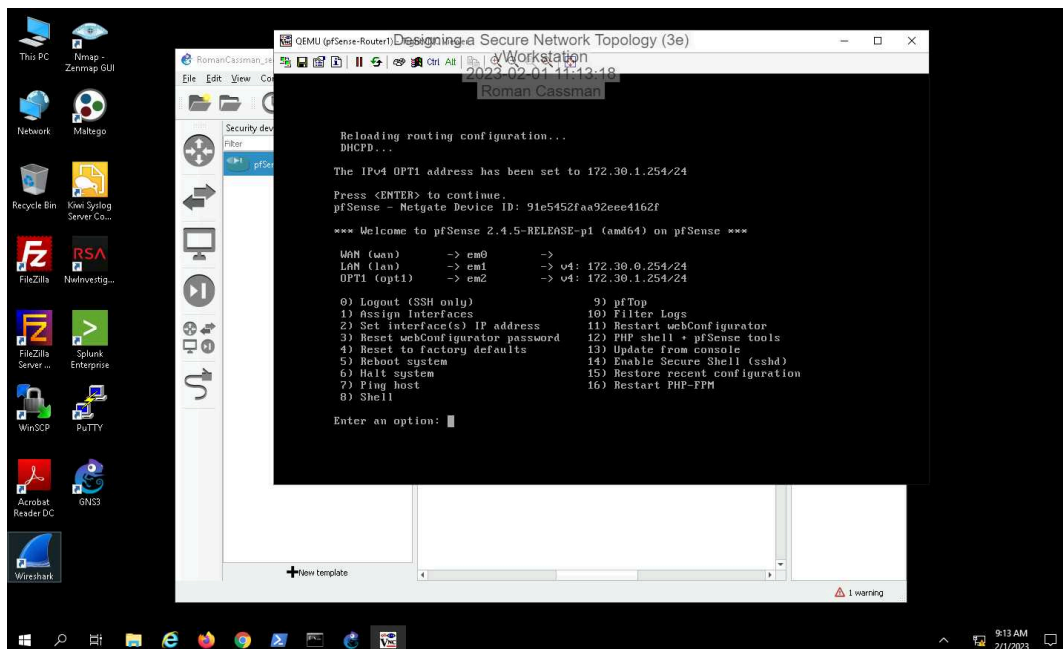 This PC
Nmap -
Zenmap GUI
Network
Maltego
Recycle Bin
Kiwi Syslog
Server Co...
FileZilla
NwInvestig...
RSA
FileZilla
Server ...
Splunk
Enterprise
WinSCP
PuTTY
Acrobat
Reader DC
GNS3
Wireshark
RomanCassman_se
File Edit View Co
Security dev
Filter
pfSen
New template
1 warning
QEMU (pfSense-Router1)
Designing a Secure Network Topology (3e)
vWorkstation
2023-02-01 11:13:18
Roman Cassman
Ctrl Alt
Reloading routing configuration...
DHCPD...
The IPv4 OPT1 address has been set to 172.30.1.254/24
Press <ENTER> to continue.
pfSense - Netgate Device ID: 91e5452faa92eee4162f
*** Welcome to pfSense 2.4.5-RELEASE-p1 (amd64) on pfSense ***
WAN (wan) -> em0 ->
LAN (lan) -> em1 -> v4: 172.30.0.254/24
OPT1 (opt1) -> em2 -> v4: 172.30.1.254/24
0) Logout (SSH only) 9) pfTop
1) Assign Interfaces 10) Filter Logs
2) Set interface(s) IP address 11) Restart webConfigurator
3) Reset webConfigurator password 12) PHP shell + pfSense tools
4) Reset to factory defaults 13) Update from console
5) Reboot system 14) Enable Secure Shell (sshd)
6) Halt system 15) Restore recent configuration
7) Ping host 16) Restart PHP-FPM
8) Shell
Enter an option:
9:13 AM
2/1/2023